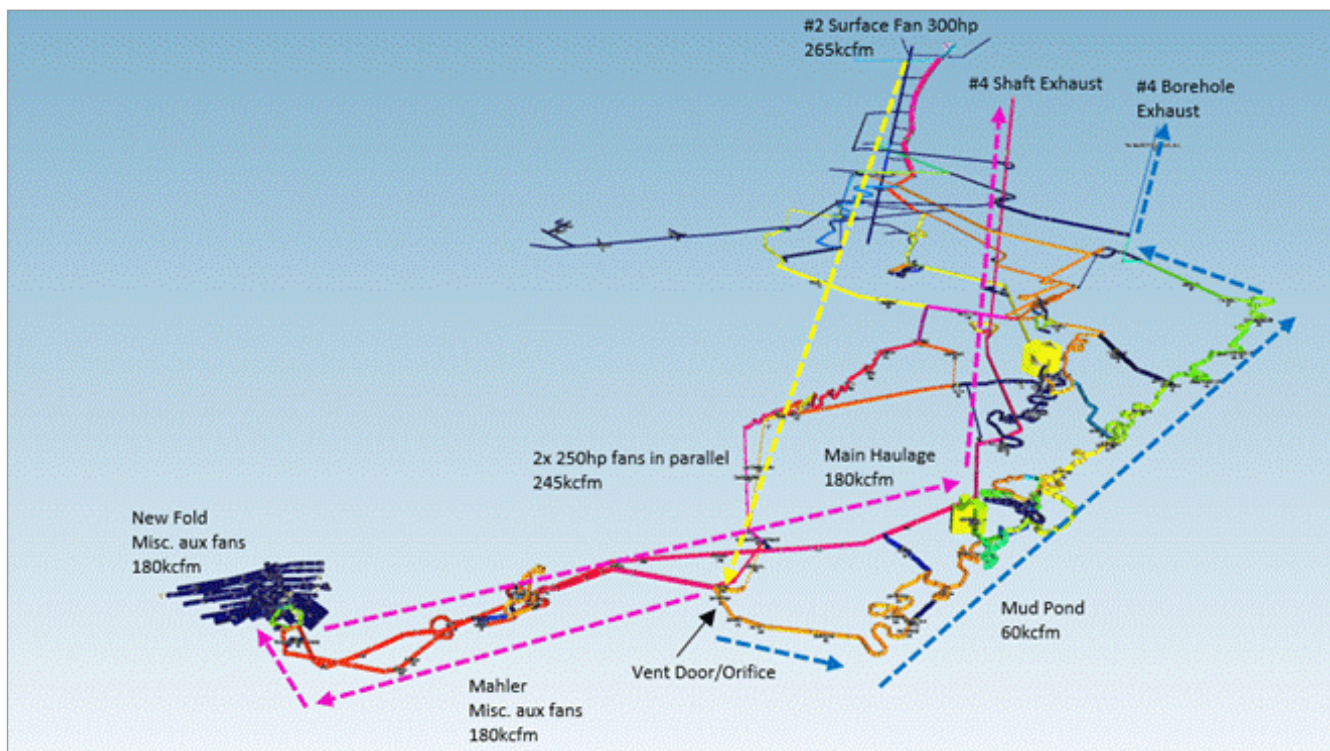 #2 Surface Fan 300hp
265kcfm
#4 Shaft Exhaust
#4 Borehole
Exhaust
2x 250hp fans in parallel
245kcfm
Main Haulage
180kcfm
New Fold
Misc. aux fans
180kcfm
Mud Pond
60kcfm
Vent Door/Orifice
Mahler
Misc. aux fans
180kcfm